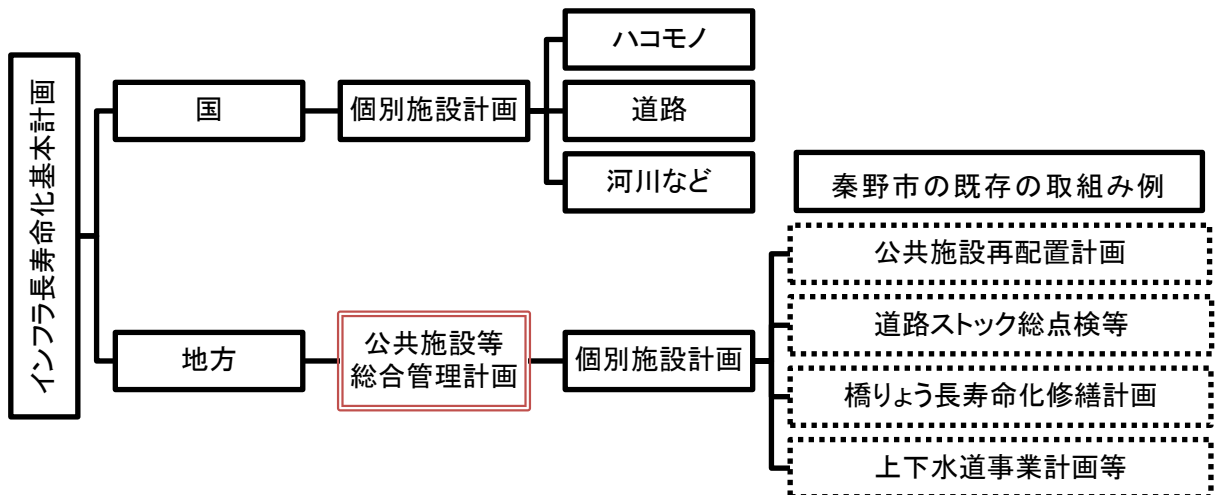 インフラ長寿命化基本計画
国
個別施設計画
ハコモノ
道路
河川など
地方
公共施設等
総合管理計画
個別施設計画
秦野市の既存の取組み例
公共施設再配置計画
道路ストック総点検等
橋りょう長寿命化修繕計画
上下水道事業計画等